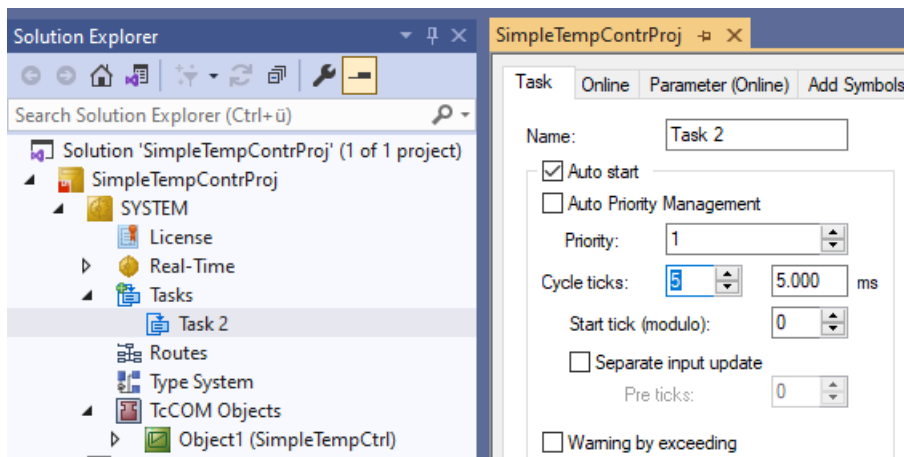 Solution Explorer
Search Solution Explorer (Ctrl+ü)
Solution 'SimpleTempContrProj' (1 of 1 project)
SimpleTempContrProj
SYSTEM
License
Real-Time
Tasks
Task 2
Routes
Type System
TcCOM Objects
Object1 (SimpleTempCtrl)
SimpleTempContrProj
Task Online Parameter (Online) Add Symbols
Name: Task 2
Auto start
Auto Priority Management
Priority: 1
Cycle ticks: 5 5.000 ms
Start tick (modulo): 0
Separate input update
Pre ticks: 0
Warning by exceeding